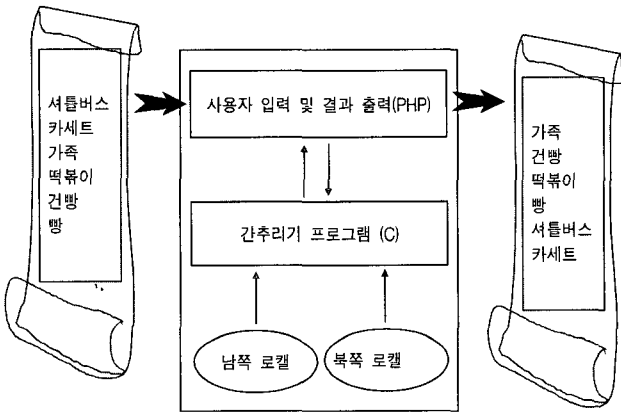 셔틀버스
카세트
가족
떡볶이
건빵
빵
사용자 입력 및 결과 출력(PHP)
간추리기 프로그램 (C)
남쪽 로캘
북쪽 로캘
가족
건빵
떡볶이
빵
셔틀버스
카세트